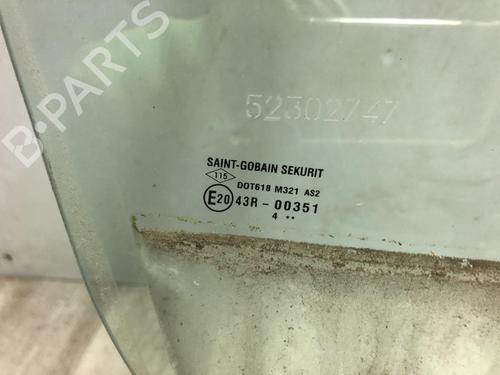 B-PARTS
52302747
SAINT-GOBAIN SEKURIT
115
DOT618 M321 AS2
E20 43R - 00351
4 ••